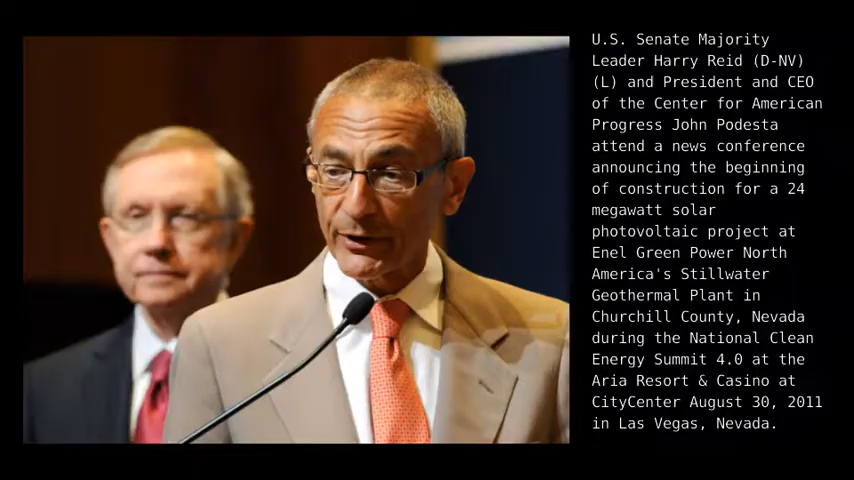 U.S. Senate Majority
Leader Harry Reid (D-NV)
(L) and President and CEO
of the Center for American
Progress John Podesta
attend a news conference
announcing the beginning
of construction for a 24
megawatt solar
photovoltaic project at
Enel Green Power North
America's Stillwater
Geothermal Plant in
Churchill County, Nevada
during the National Clean
Energy Summit 4.0 at the
Aria Resort & Casino at
CityCenter August 30, 2011
in Las Vegas, Nevada.